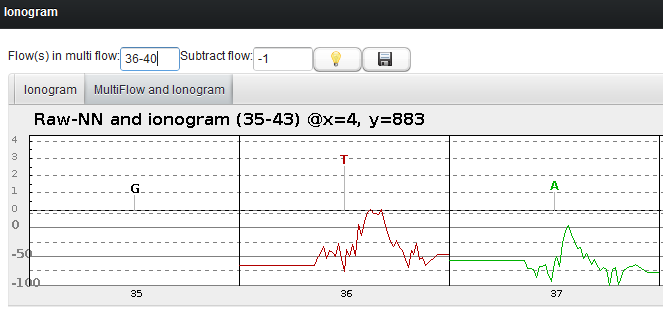 Ionogram
Flow(s) in multi flow: 36-40 Subtract flow: -1
Ionogram MultiFlow and Ionogram
Raw-NN and ionogram (35-43) @x=4, y=883
4
3
T
2
G A
1
0
0
-50
-100
35 36 37